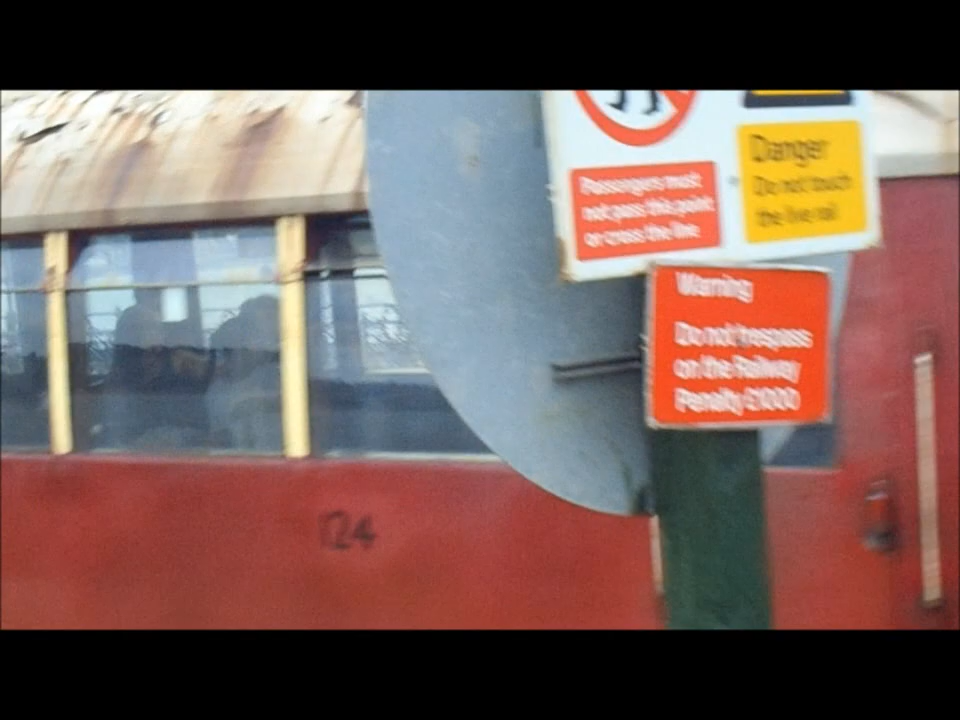 Passengers must
not pass this point
or cross the line
Danger
Do not touch
the live rail
Warning
Do not trespass
on the Railway
Penalty £1000
124